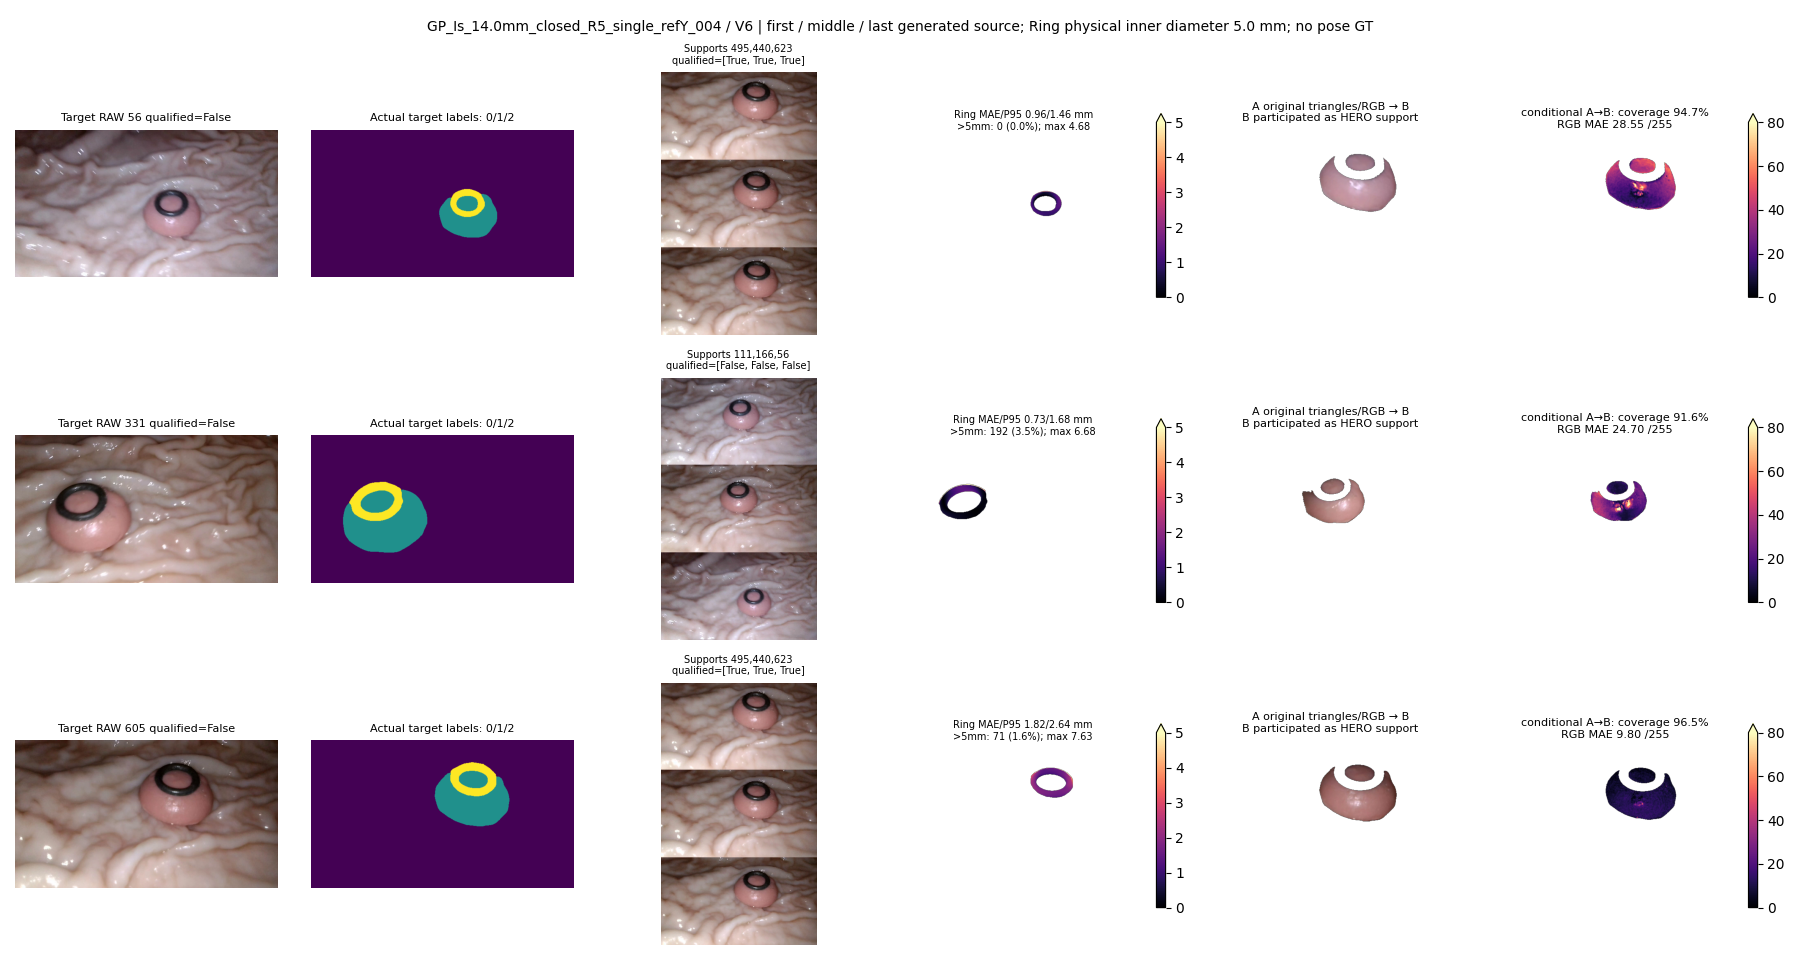 GP_Is_14.0mm_closed_R5_single_refY_004 / V6 | first / middle / last generated source; Ring physical inner diameter 5.0 mm; no pose GT
Target RAW 56 qualified=False
Actual target labels: 0/1/2
Supports 495,440,623
qualified=[True, True, True]
Ring MAE/P95 0.96/1.46 mm
>5mm: 0 (0.0%); max 4.68
5
4
3
2
1
0
A original triangles/RGB → B
B participated as HERO support
conditional A→B: coverage 94.7%
RGB MAE 28.55 /255
80
60
40
20
0
Target RAW 331 qualified=False
Actual target labels: 0/1/2
Supports 111,166,56
qualified=[False, False, False]
Ring MAE/P95 0.73/1.68 mm
>5mm: 192 (3.5%); max 6.68
5
4
3
2
1
0
A original triangles/RGB → B
B participated as HERO support
conditional A→B: coverage 91.6%
RGB MAE 24.70 /255
80
60
40
20
0
Target RAW 605 qualified=False
Actual target labels: 0/1/2
Supports 495,440,623
qualified=[True, True, True]
Ring MAE/P95 1.82/2.64 mm
>5mm: 71 (1.6%); max 7.63
5
4
3
2
1
0
A original triangles/RGB → B
B participated as HERO support
conditional A→B: coverage 96.5%
RGB MAE 9.80 /255
80
60
40
20
0